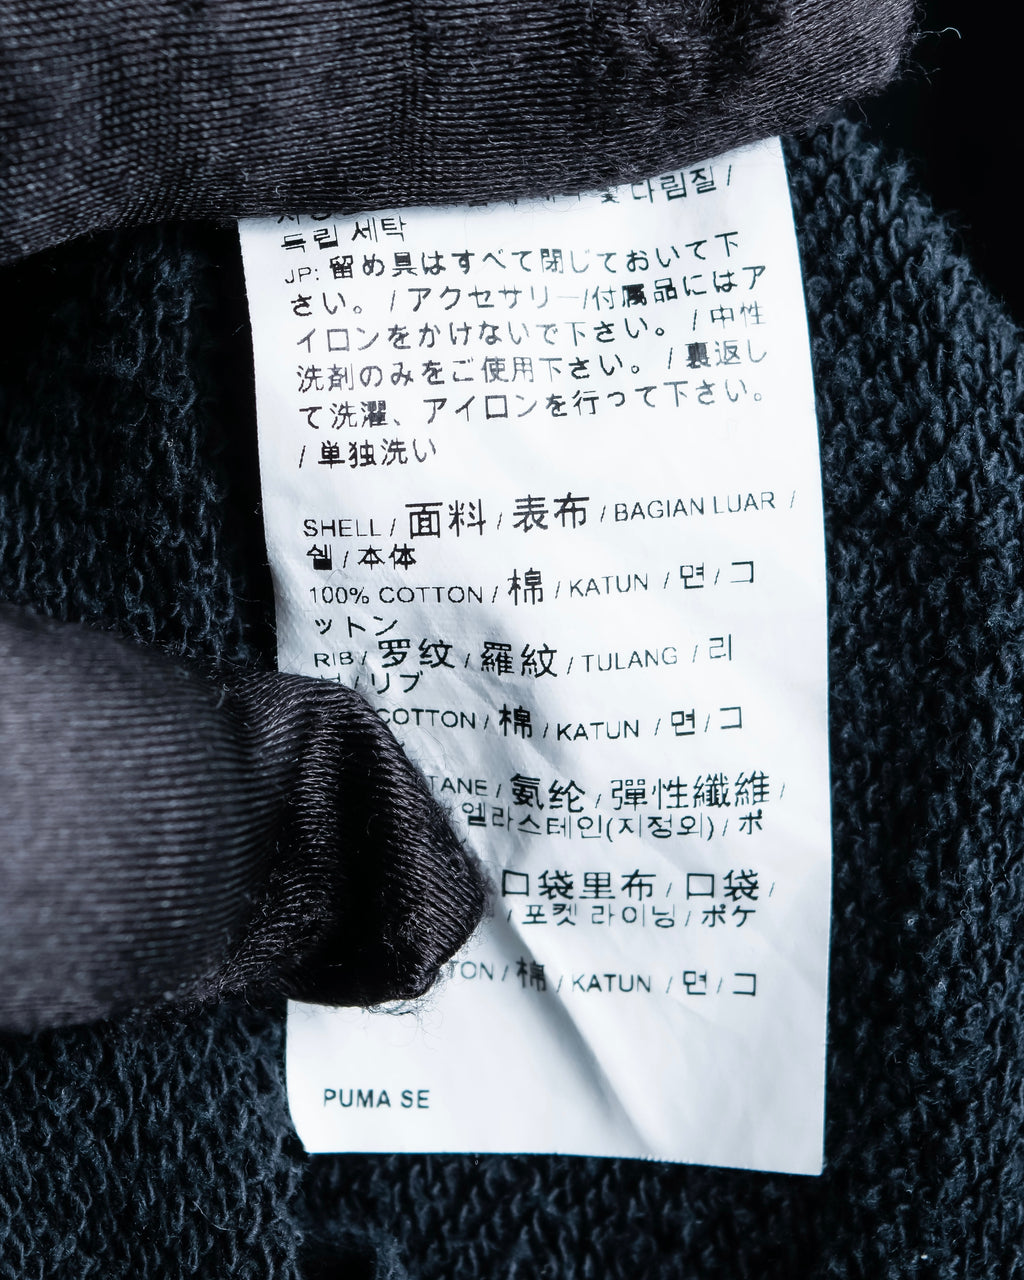 다림질 /
독립 세탁
JP: 留め具はすべて閉じておいて下
さい。 / アクセサリー/付属品にはア
イロンをかけないで下さい。 / 中性
洗剤のみをご使用下さい。 / 裏返し
て洗濯、アイロンを行って下さい。
/ 単独洗い
SHELL / 面料 / 表布 / BAGIAN LUAR /
쉘 / 本体
100% COTTON / 棉 / KATUN / 면 / コ
ットン
RIB / 罗纹 / 羅紋 / TULANG / 리
/ リブ
COTTON / 棉 / KATUN / 면 / コ
TANE / 氨纶 / 彈性纖維 /
엘라스테인(지정외) / ポ
口袋里布 / 口袋 /
/ 포켓 라이닝 / ポケ
TON / 棉 / KATUN / 면 / コ
PUMA SE